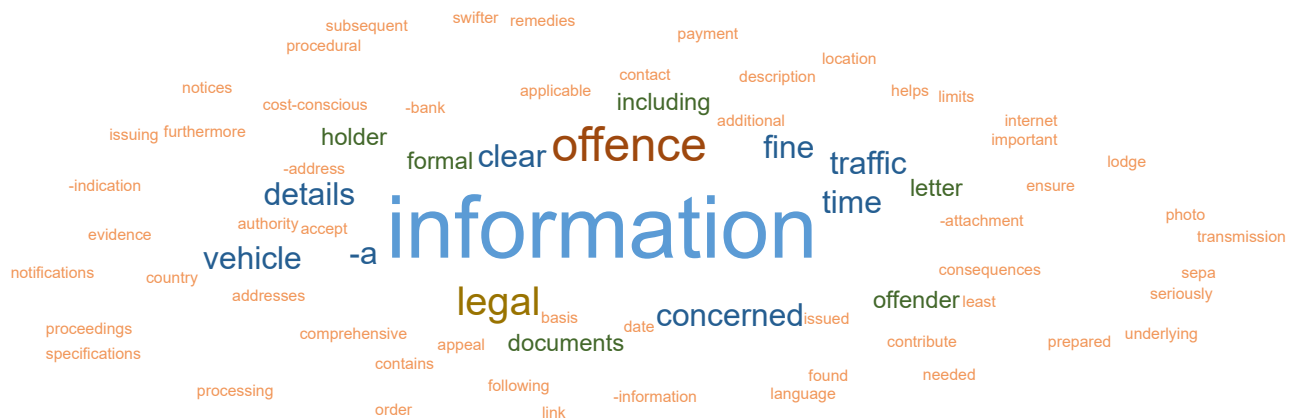 subsequent swifter remedies
procedural payment
location
contact description
notices applicable helps limits
cost-conscious -bank including
additional internet
issuing furthermore holder offence fine important
formal clear traffic lodge
-address
-indication details letter ensure
information time
authority accept -attachment photo
evidence transmission
vehicle -a
notifications country consequences sepa
addresses legal offender least seriously
basis concerned issued
proceedings comprehensive date underlying
specifications appeal documents contribute prepared
contains
processing following found needed
-information language
order link